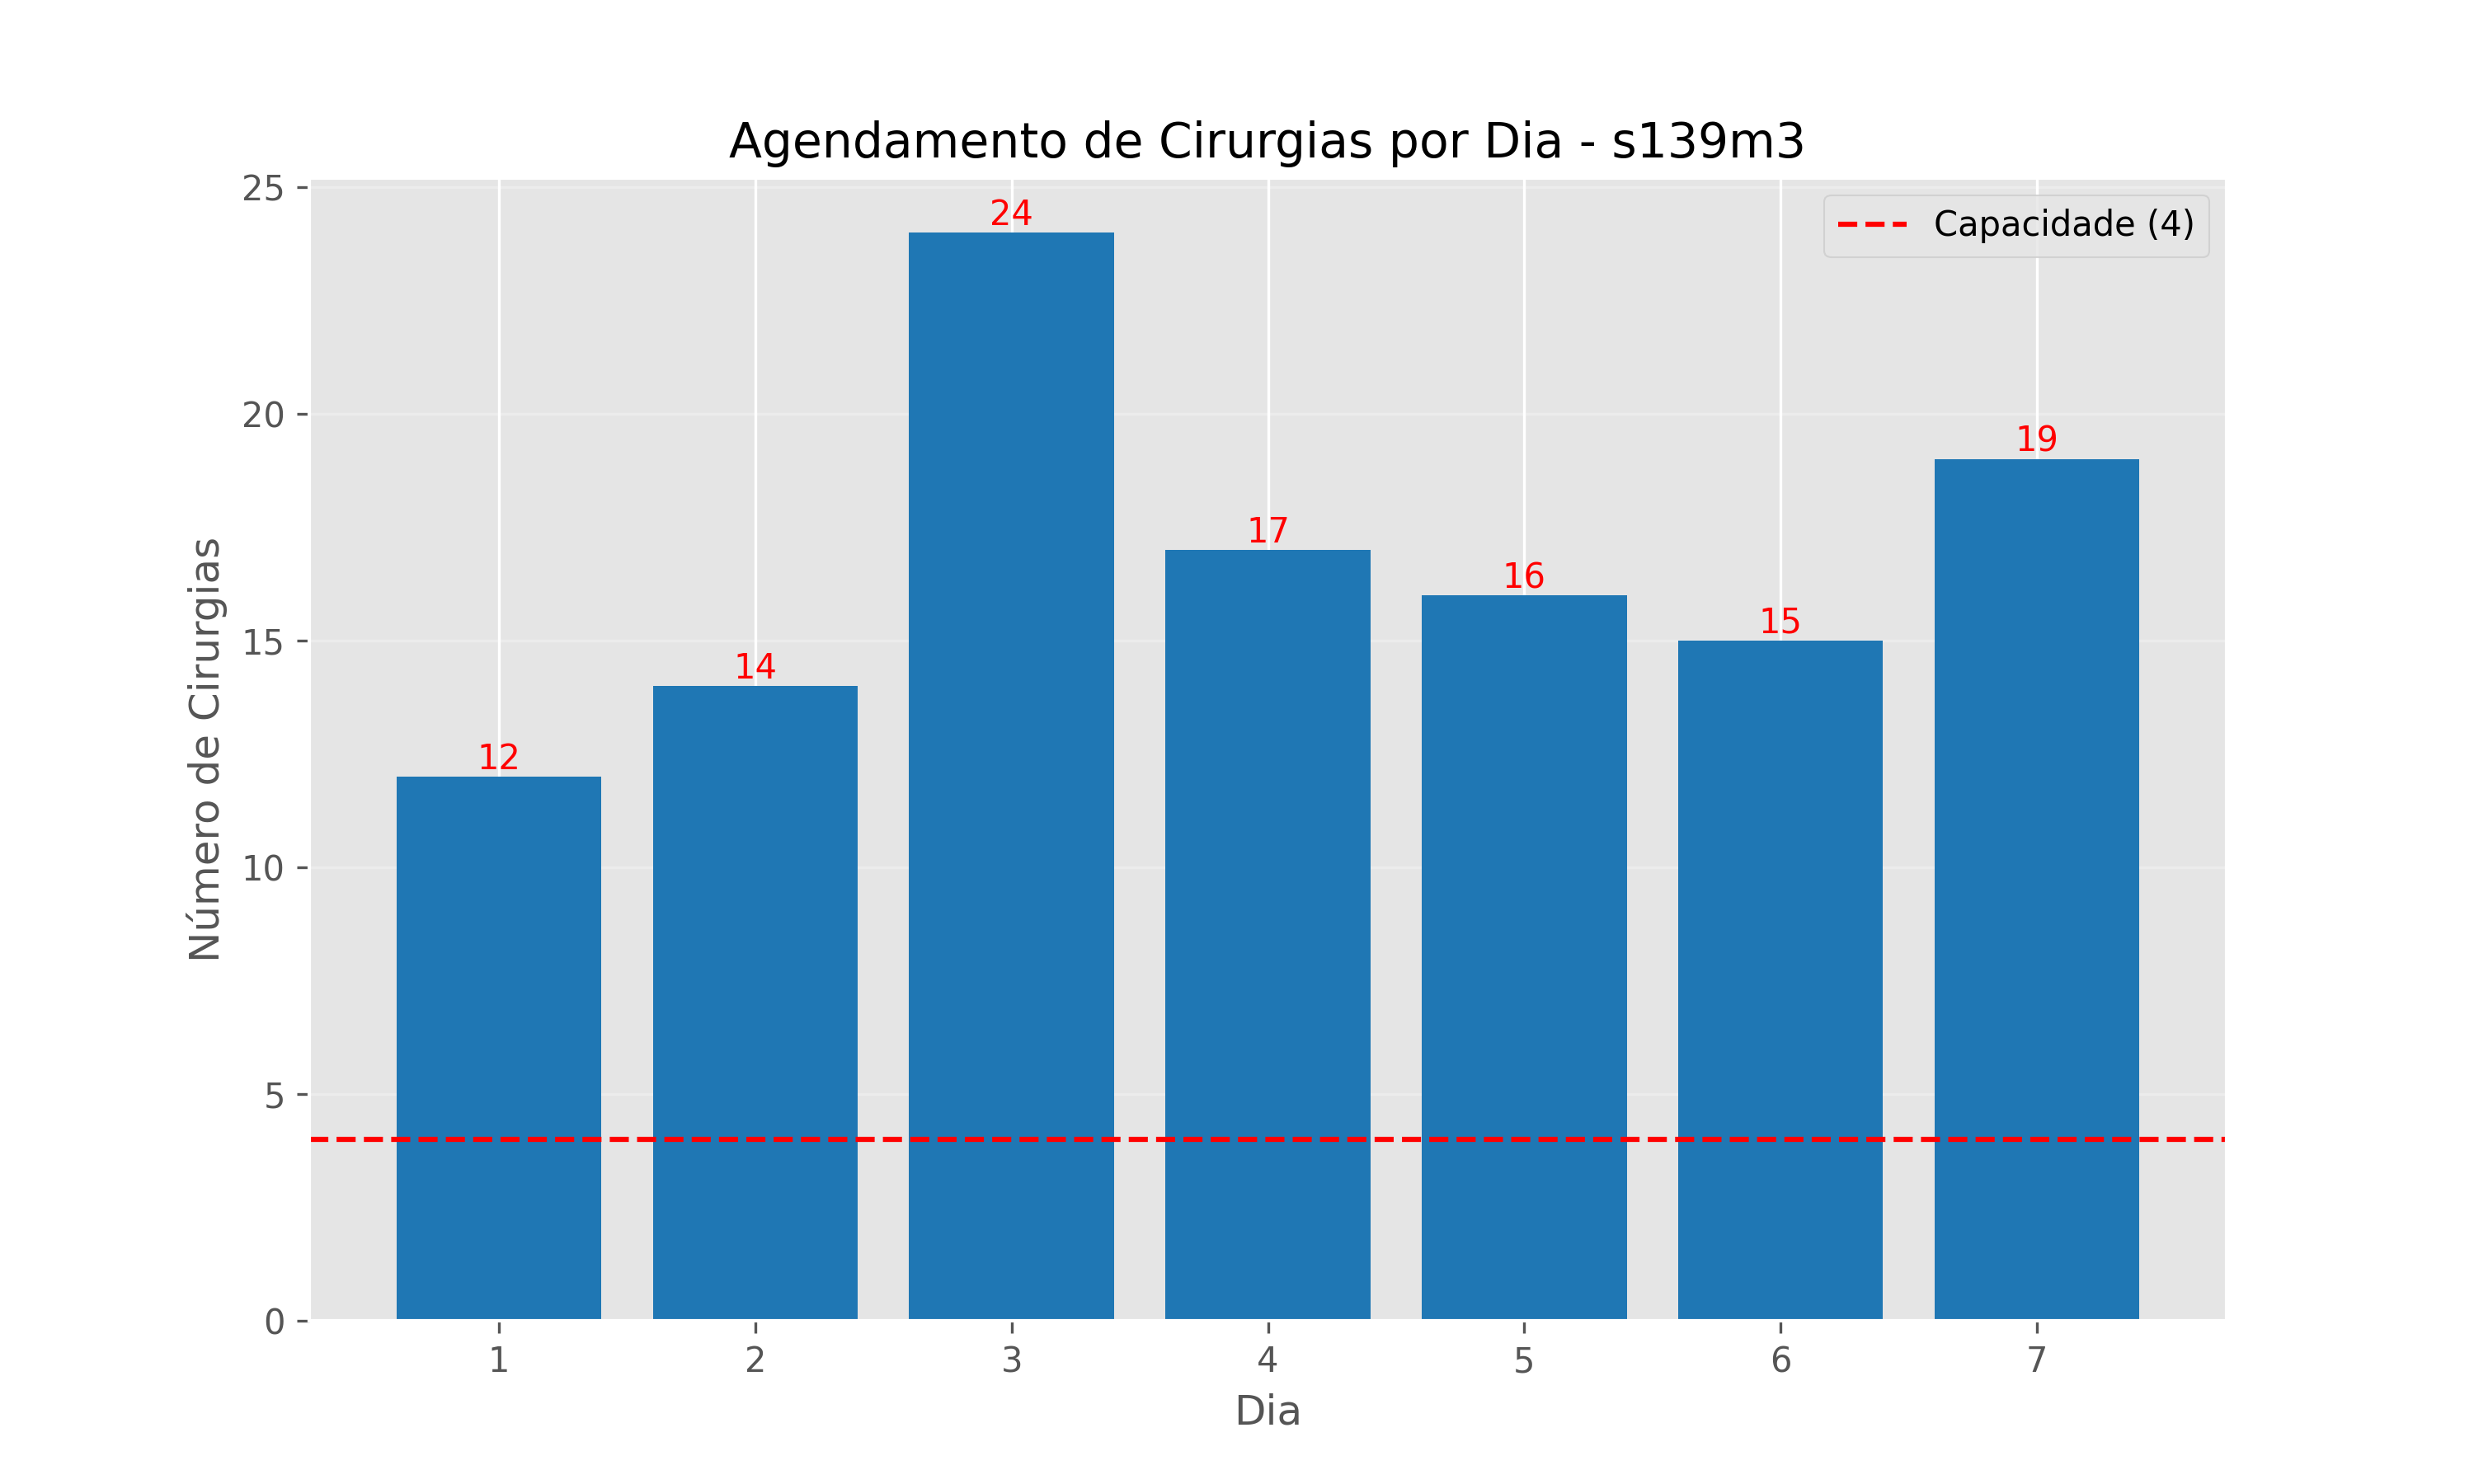 Agendamento de Cirurgias por Dia - s139m3
Capacidade (4)
Número de Cirurgias
25
20
15
10
5
0
12
14
24
17
16
15
19
1 2 3 4 5 6 7
Dia